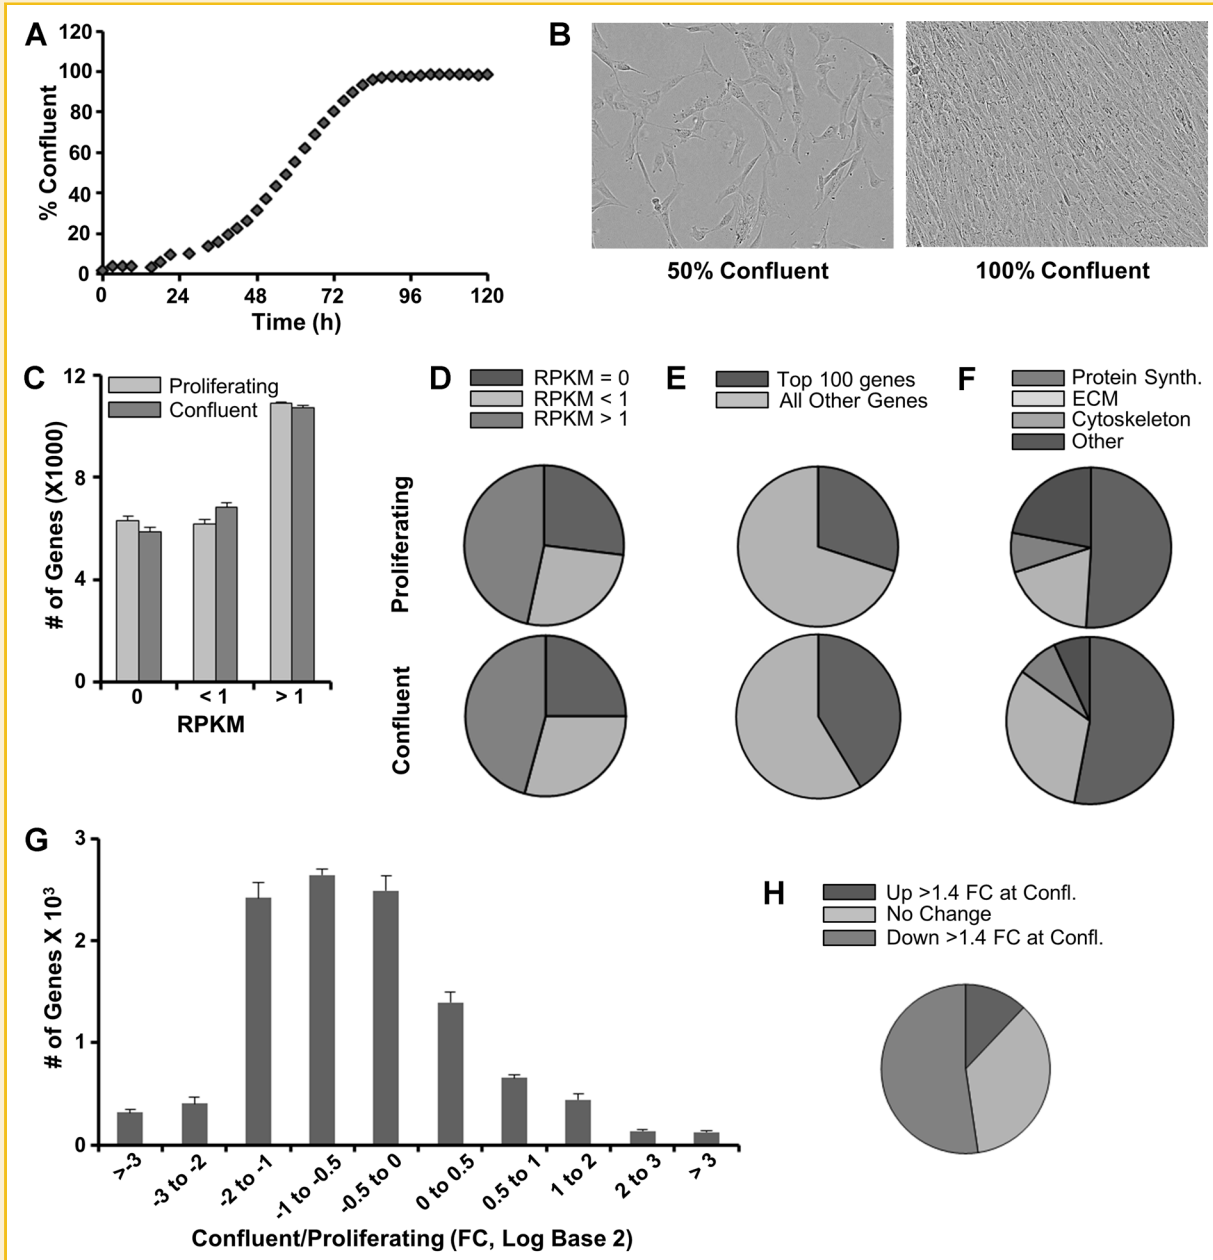 A
120
100
80
60
40
20
0
% Confluent
0 24 48 72 96 120
Time (h)
B
50% Confluent
100% Confluent
C
12
8
4
0
# of Genes (X1000)
Proliferating
Confluent
0 < 1 > 1
RPKM
D
RPKM = 0
RPKM < 1
RPKM > 1
E
Top 100 genes
All Other Genes
F
Protein Synth.
ECM
Cytoskeleton
Other
Proliferating
Confluent
G
3
2
1
0
# of Genes X 10³
>-3
-3 to -2
-2 to -1
-1 to -0.5
-0.5 to 0
0 to 0.5
0.5 to 1
1 to 2
2 to 3
> 3
Confluent/Proliferating (FC, Log Base 2)
H
Up >1.4 FC at Confl.
No Change
Down >1.4 FC at Confl.